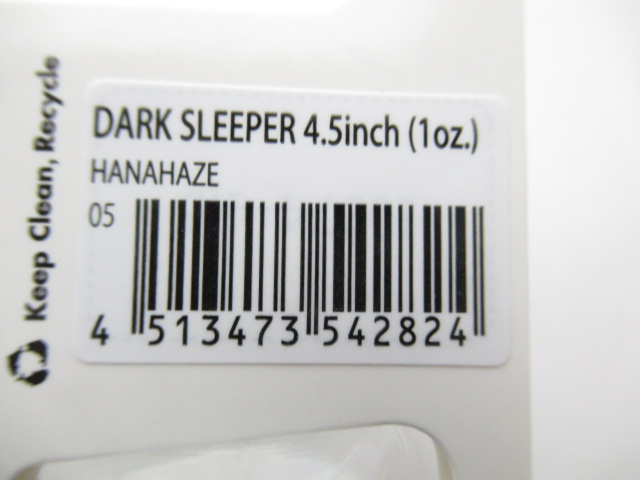 Keep Clean, Recycle
DARK SLEEPER 4.5inch (1oz.)
HANAHAZE
05
4 513473 542824